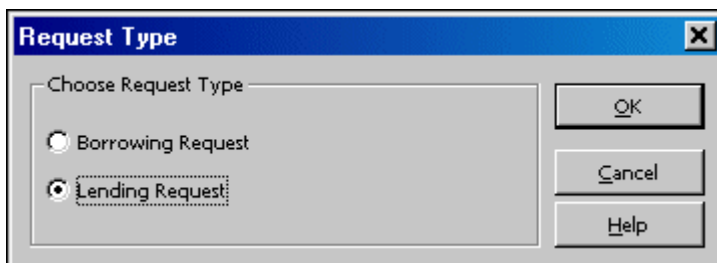 Request Type
Choose Request Type
Borrowing Request
Lending Request
OK
Cancel
Help